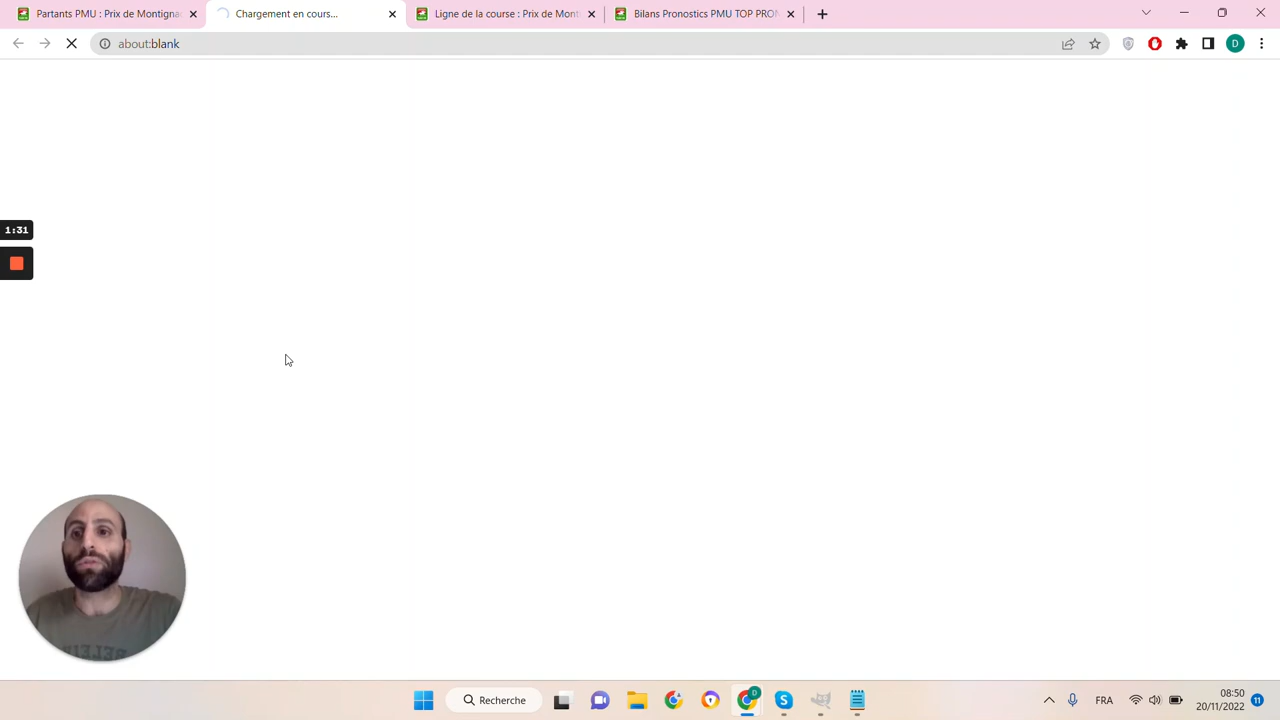 Partants PMU : Prix de Montigna
Chargement en cours...
Ligne de la course : Prix de Mont
Bilans Pronostics PMU TOP PRO
about:blank
D
1:31
Recherche
D
FRA
08:50
20/11/2022
11